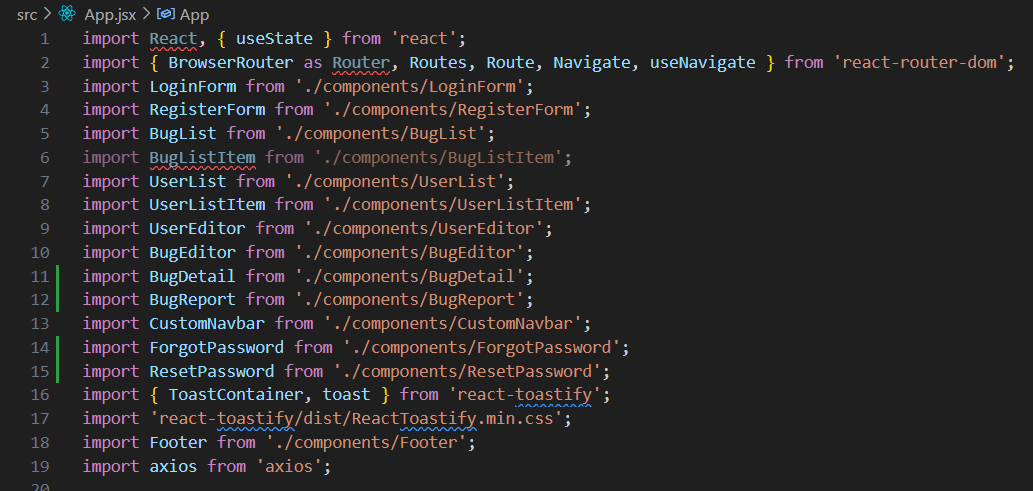 src > App.jsx > App
1 import React, { useState } from 'react';
2 import { BrowserRouter as Router, Routes, Route, Navigate, useNavigate } from 'react-router-dom';
3 import LoginForm from './components/LoginForm';
4 import RegisterForm from './components/RegisterForm';
5 import BugList from './components/BugList';
6 import BugListItem from './components/BugListItem';
7 import UserList from './components/UserList';
8 import UserListItem from './components/UserListItem';
9 import UserEditor from './components/UserEditor';
10 import BugEditor from './components/BugEditor';
11 import BugDetail from './components/BugDetail';
12 import BugReport from './components/BugReport';
13 import CustomNavbar from './components/CustomNavbar';
14 import ForgotPassword from './components/ForgotPassword';
15 import ResetPassword from './components/ResetPassword';
16 import { ToastContainer, toast } from 'react-toastify';
17 import 'react-toastify/dist/ReactToastify.min.css';
18 import Footer from './components/Footer';
19 import axios from 'axios';
20